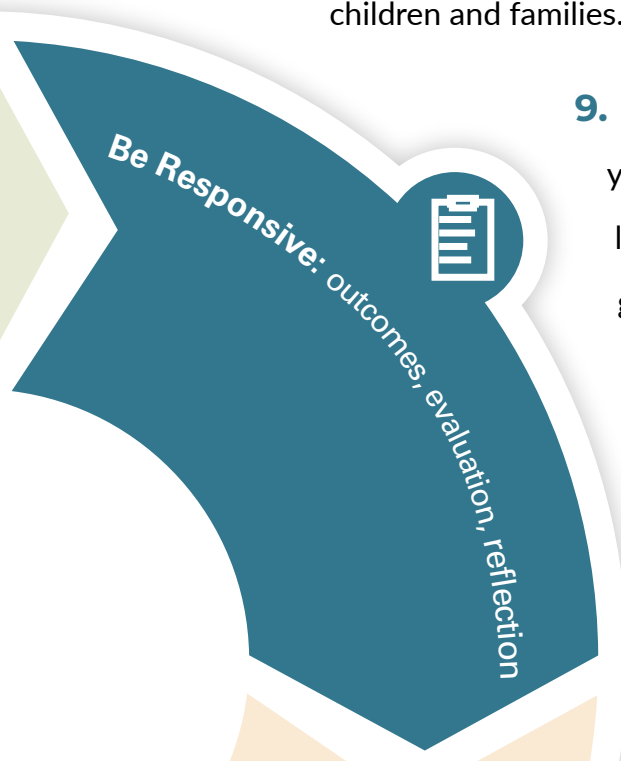 children and families.
9.
Be Responsive: outcomes, evaluation, reflection
y